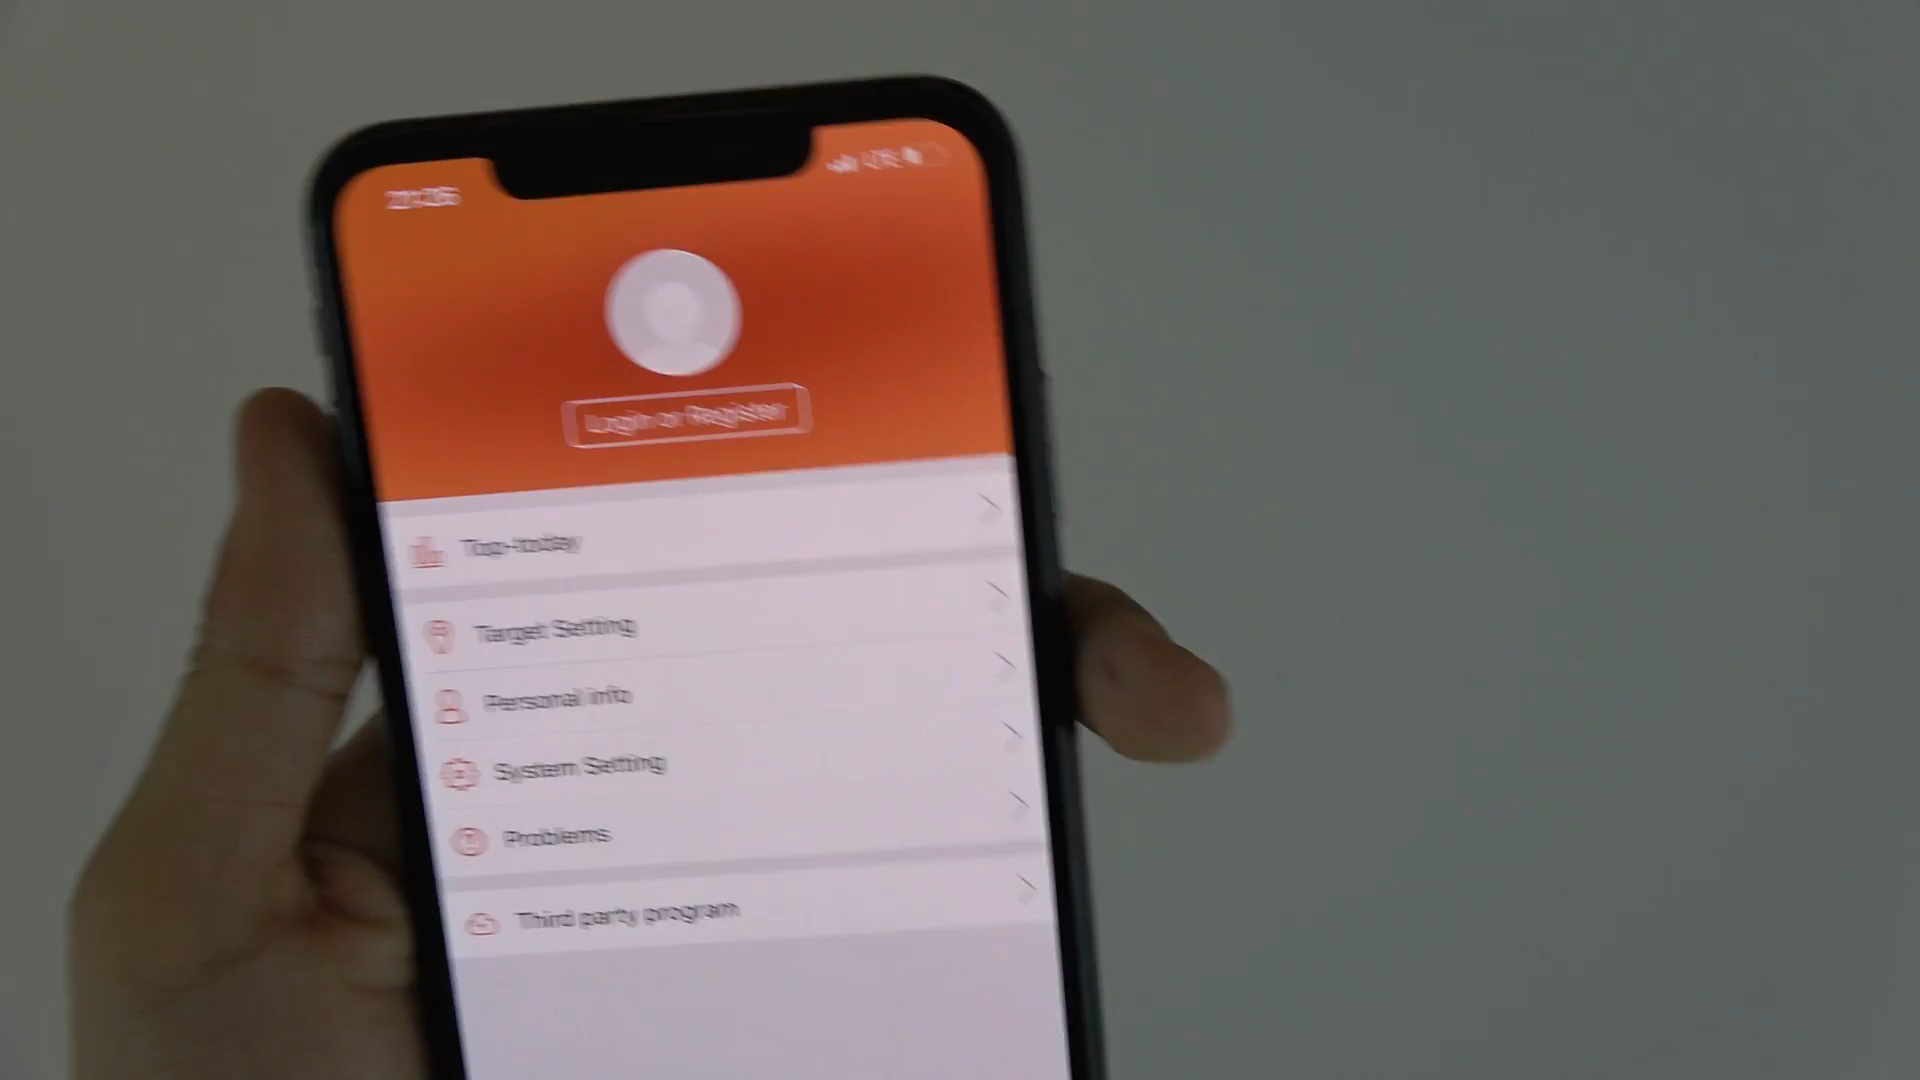 Login or Register
Top-today
Target Setting
Personal info
System Setting
Problems
Third party program